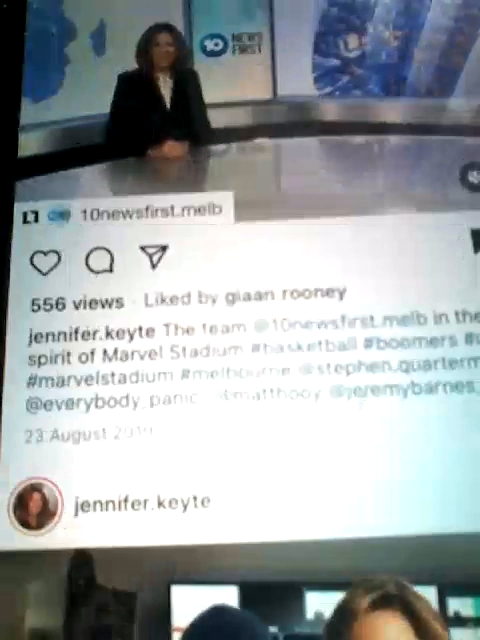 10 NEWS
FIRST
10newsfirst.melb
556 views · Liked by giaan rooney
jennifer.keyte The team @10newsfirst.melb in the
spirit of Marvel Stadium #basketball #boomers
#marvelstadium #melbourne @stephen.quarterm
@everybody_panic @matthooy @jeremybarnes
23 August 2019
jennifer.keyte